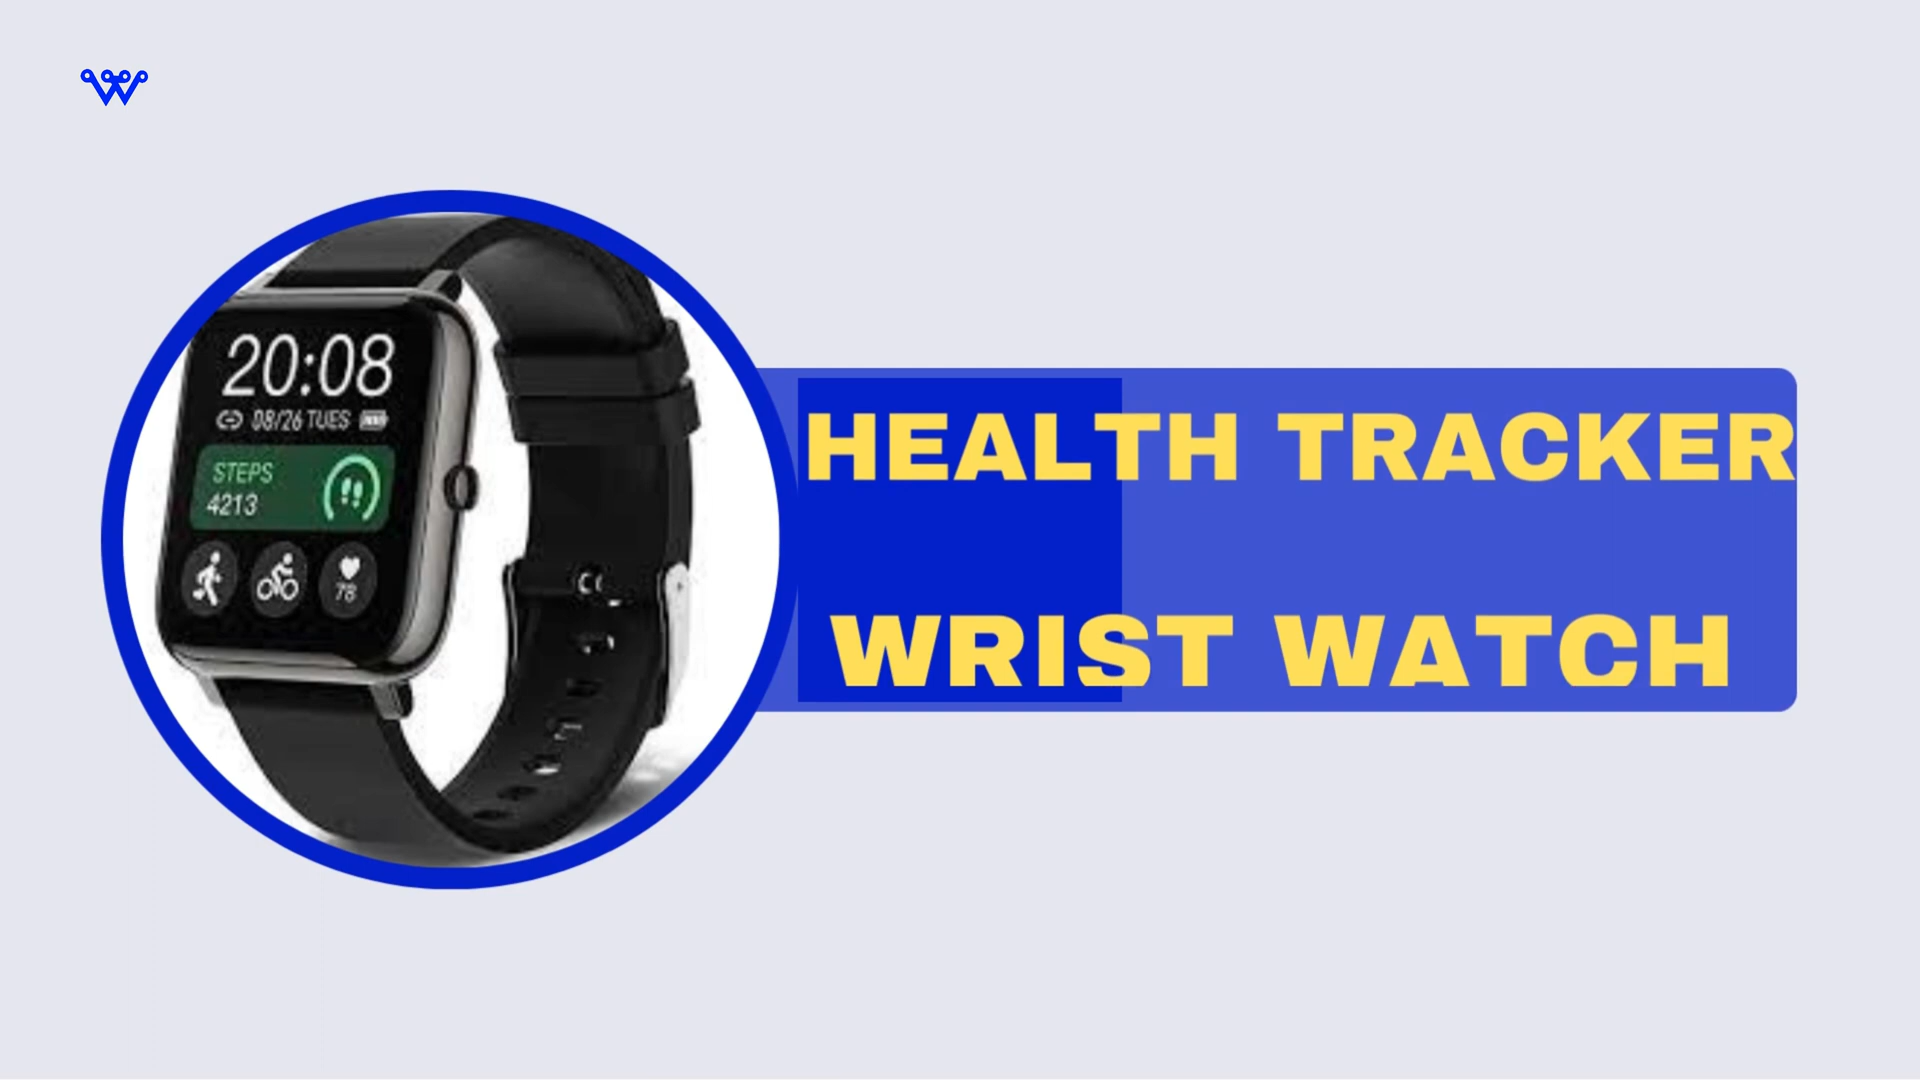 20:08
08/26 TUES
STEPS
4213
78
HEALTH TRACKER
WRIST WATCH